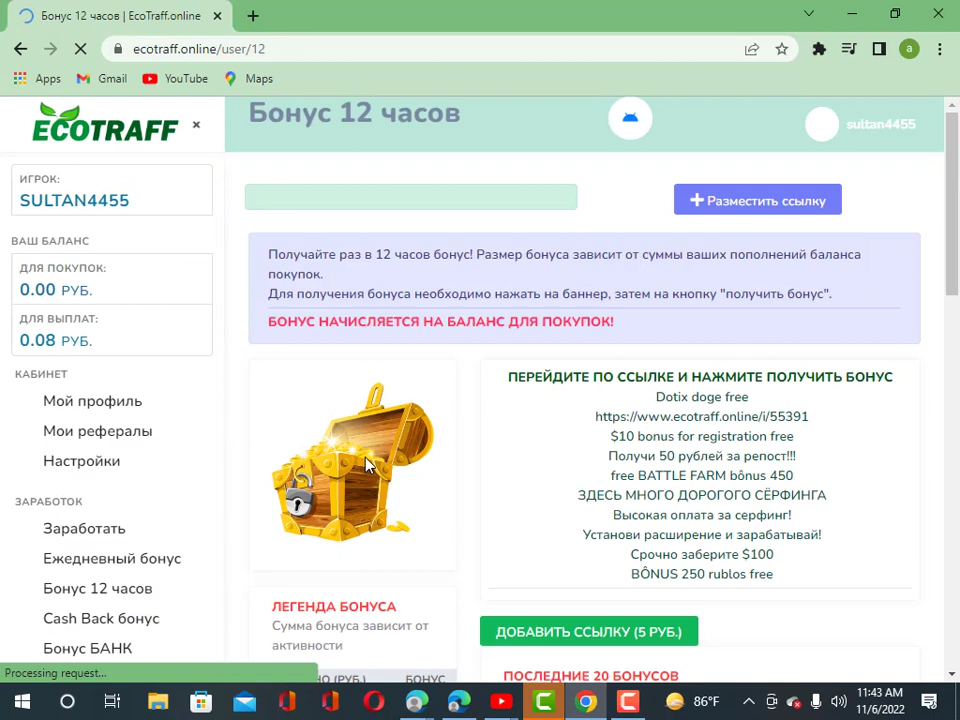 Бонус 12 часов | EcoTraff.online
ecotraff.online/user/12
a
Apps Gmail YouTube Maps
ECOTRAFF ×
Бонус 12 часов
sultan4455
ИГРОК:
SULTAN4455
Разместить ссылку
ВАШ БАЛАНС
ДЛЯ ПОКУПОК:
0.00 РУБ.
ДЛЯ ВЫПЛАТ:
0.08 РУБ.
Получайте раз в 12 часов бонус! Размер бонуса зависит от суммы ваших пополнений баланса
покупок.
Для получения бонуса необходимо нажать на баннер, затем на кнопку "получить бонус".
БОНУС НАЧИСЛЯЕТСЯ НА БАЛАНС ДЛЯ ПОКУПОК!
КАБИНЕТ
Мой профиль
Мои рефералы
Настройки
ЗАРАБОТОК
Заработать
Ежедневный бонус
Бонус 12 часов
Cash Back бонус
Бонус БАНК
ПЕРЕЙДИТЕ ПО ССЫЛКЕ И НАЖМИТЕ ПОЛУЧИТЬ БОНУС
Dotix doge free
https://www.ecotraff.online/i/55391
$10 bonus for registration free
Получи 50 рублей за репост!!!
free BATTLE FARM bônus 450
ЗДЕСЬ МНОГО ДОРОГОГО СЁРФИНГА
Высокая оплата за серфинг!
Установи расширение и зарабатывай!
Срочно заберите $100
BÔNUS 250 rublos free
ЛЕГЕНДА БОНУСА
Сумма бонуса зависит от
активности
(РУБ.) БОНУС
ДОБАВИТЬ ССЫЛКУ (5 РУБ.)
ПОСЛЕДНИЕ 20 БОНУСОВ
Processing request...
86°F
11:43 AM
11/6/2022